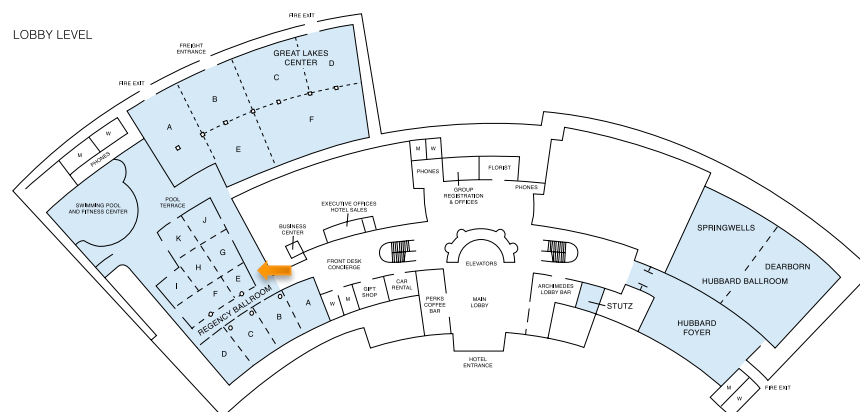 LOBBY LEVEL
FIRE EXIT
FREIGHT
ENTRANCE
GREAT LAKES
CENTER
D
C
B
A
FIRE EXIT
F
E
M
W
PHONES
SWIMMING POOL
AND FITNESS CENTER
POOL
TERRACE
J
K
G
H
I
F
E
REGENCY BALLROOM
A
B
C
D
BUSINESS
CENTER
EXECUTIVE OFFICES
HOTEL SALES
FRONT DESK
CONCIERGE
W
M
GIFT
SHOP
CAR
RENTAL
PERKS
COFFEE
BAR
M
W
PHONES
FLORIST
GROUP
REGISTRATION
& OFFICES
PHONES
ELEVATORS
MAIN
LOBBY
HOTEL
ENTRANCE
ARCHIMEDES
LOBBY BAR
STUTZ
SPRINGWELLS
DEARBORN
HUBBARD BALLROOM
HUBBARD
FOYER
M
W
FIRE EXIT